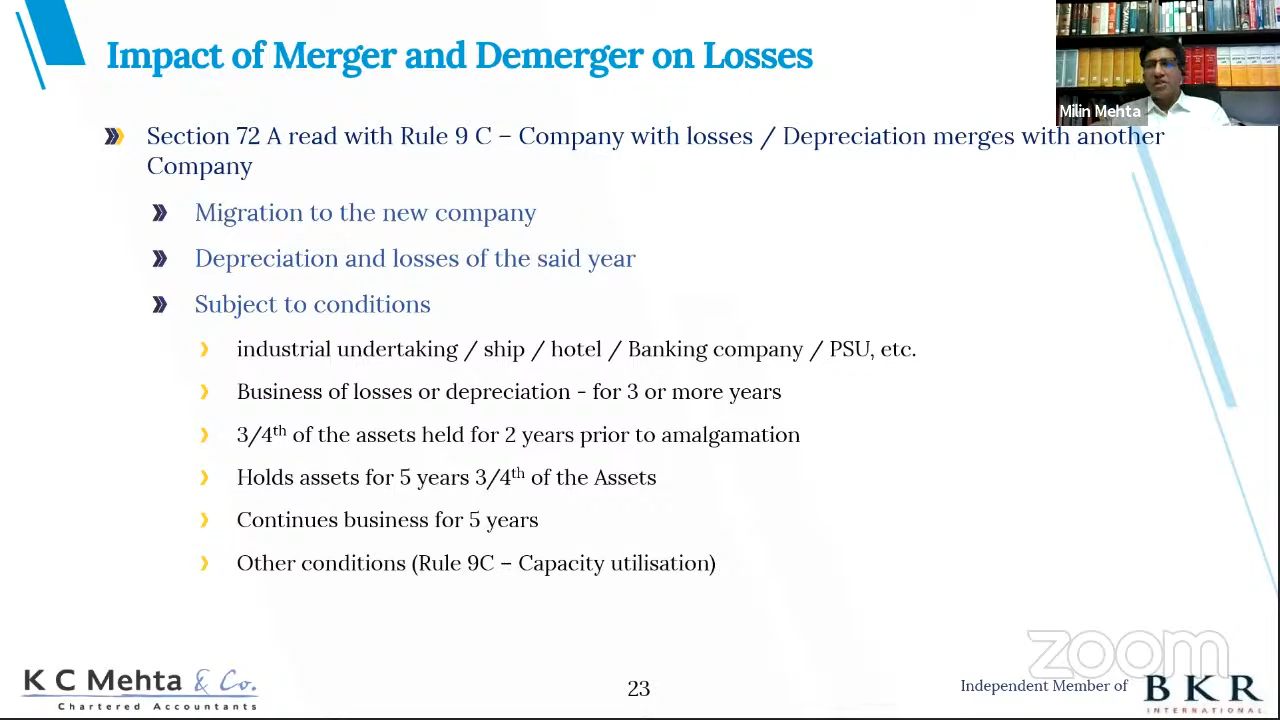 Impact of Merger and Demerger on Losses
Milin Mehta
Section 72 A read with Rule 9 C – Company with losses / Depreciation merges with another
Company
Migration to the new company
Depreciation and losses of the said year
Subject to conditions
industrial undertaking / ship / hotel / Banking company / PSU, etc.
Business of losses or depreciation - for 3 or more years
3/4th of the assets held for 2 years prior to amalgamation
Holds assets for 5 years 3/4th of the Assets
Continues business for 5 years
Other conditions (Rule 9C – Capacity utilisation)
zoom
K C Mehta & Co.
Chartered Accountants
23
Independent Member of
BKR
INTERNATIONAL